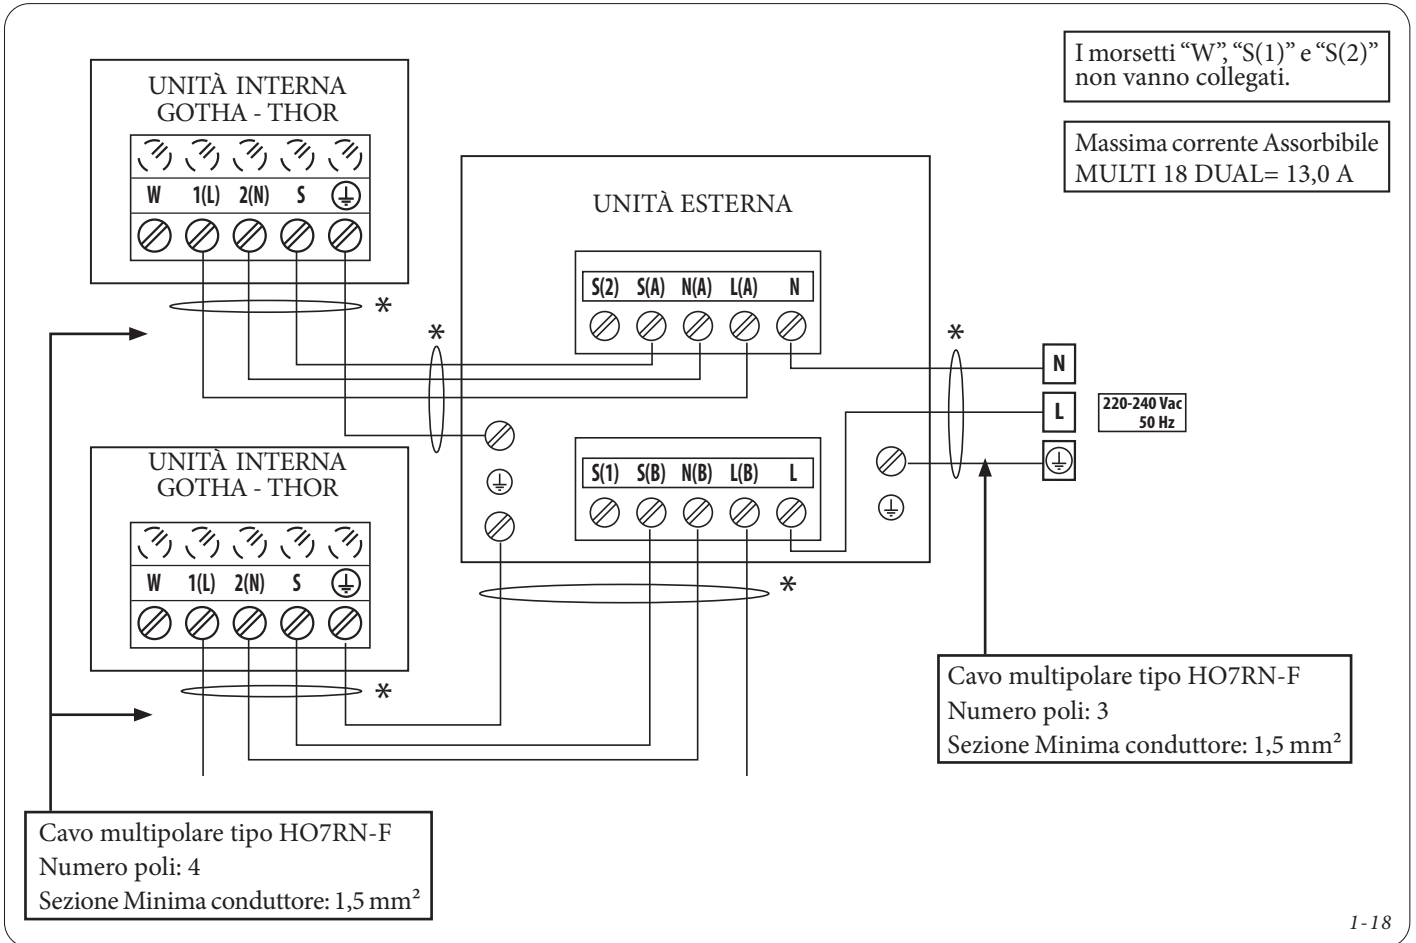 I morsetti “W”, “S(1)” e “S(2)”
non vanno collegati.
Massima corrente Assorbibile
MULTI 18 DUAL= 13,0 A
UNITÀ INTERNA
GOTHA - THOR
W 1(L) 2(N) S
*
UNITÀ ESTERNA
S(2) S(A) N(A) L(A) N
*
*
N
L
220-240 Vac
50 Hz
S(1) S(B) N(B) L(B) L
*
UNITÀ INTERNA
GOTHA - THOR
W 1(L) 2(N) S
*
Cavo multipolare tipo HO7RN-F
Numero poli: 3
Sezione Minima conduttore: 1,5 mm²
Cavo multipolare tipo HO7RN-F
Numero poli: 4
Sezione Minima conduttore: 1,5 mm²
1-18